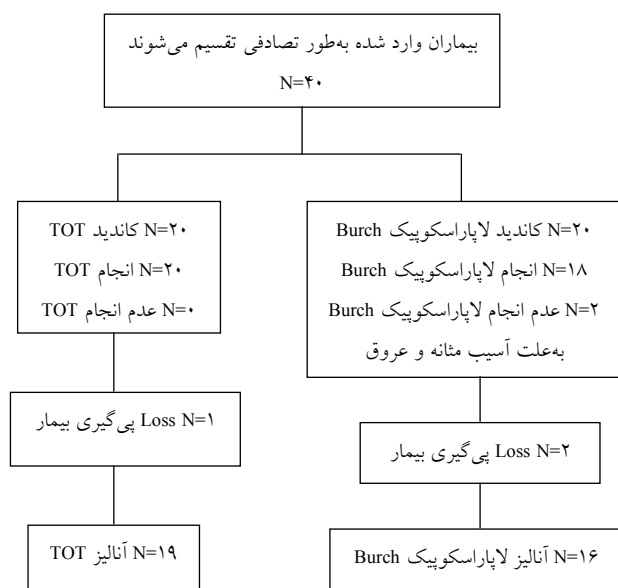 بیماران وارد شده به‌طور تصادفی تقسیم می‌شوند
N=۴۰
N=۲۰ کاندید لاپاراسکوپیک Burch
N=۱۸ انجام لاپاراسکوپیک Burch
N=۲ عدم انجام لاپاراسکوپیک Burch
به‌علت آسیب مثانه و عروق
N=۲۰ کاندید TOT
N=۲۰ انجام TOT
N=۰ عدم انجام TOT
Loss N=۲ پی‌گیری بیمار
Loss N=۱ پی‌گیری بیمار
N=۱۶ آنالیز لاپاراسکوپیک Burch
N=۱۹ آنالیز TOT